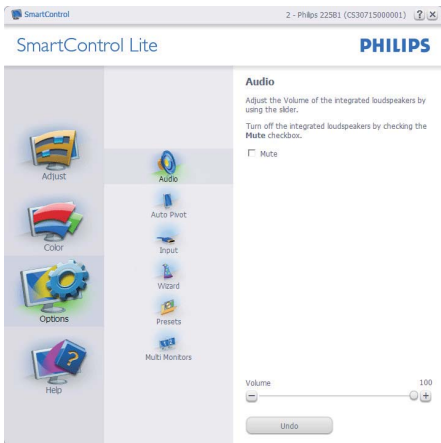 SmartControl
2 - Philips 225B1 (CS30715000001)
SmartControl Lite
PHILIPS
Adjust
Color
Options
Help
Audio
Auto Pivot
Input
Wizard
Presets
Multi Monitors
Audio
Adjust the Volume of the integrated loudspeakers by
using the slider.
Turn off the integrated loudspeakers by checking the
Mute checkbox.
Mute
Volume
100
Undo